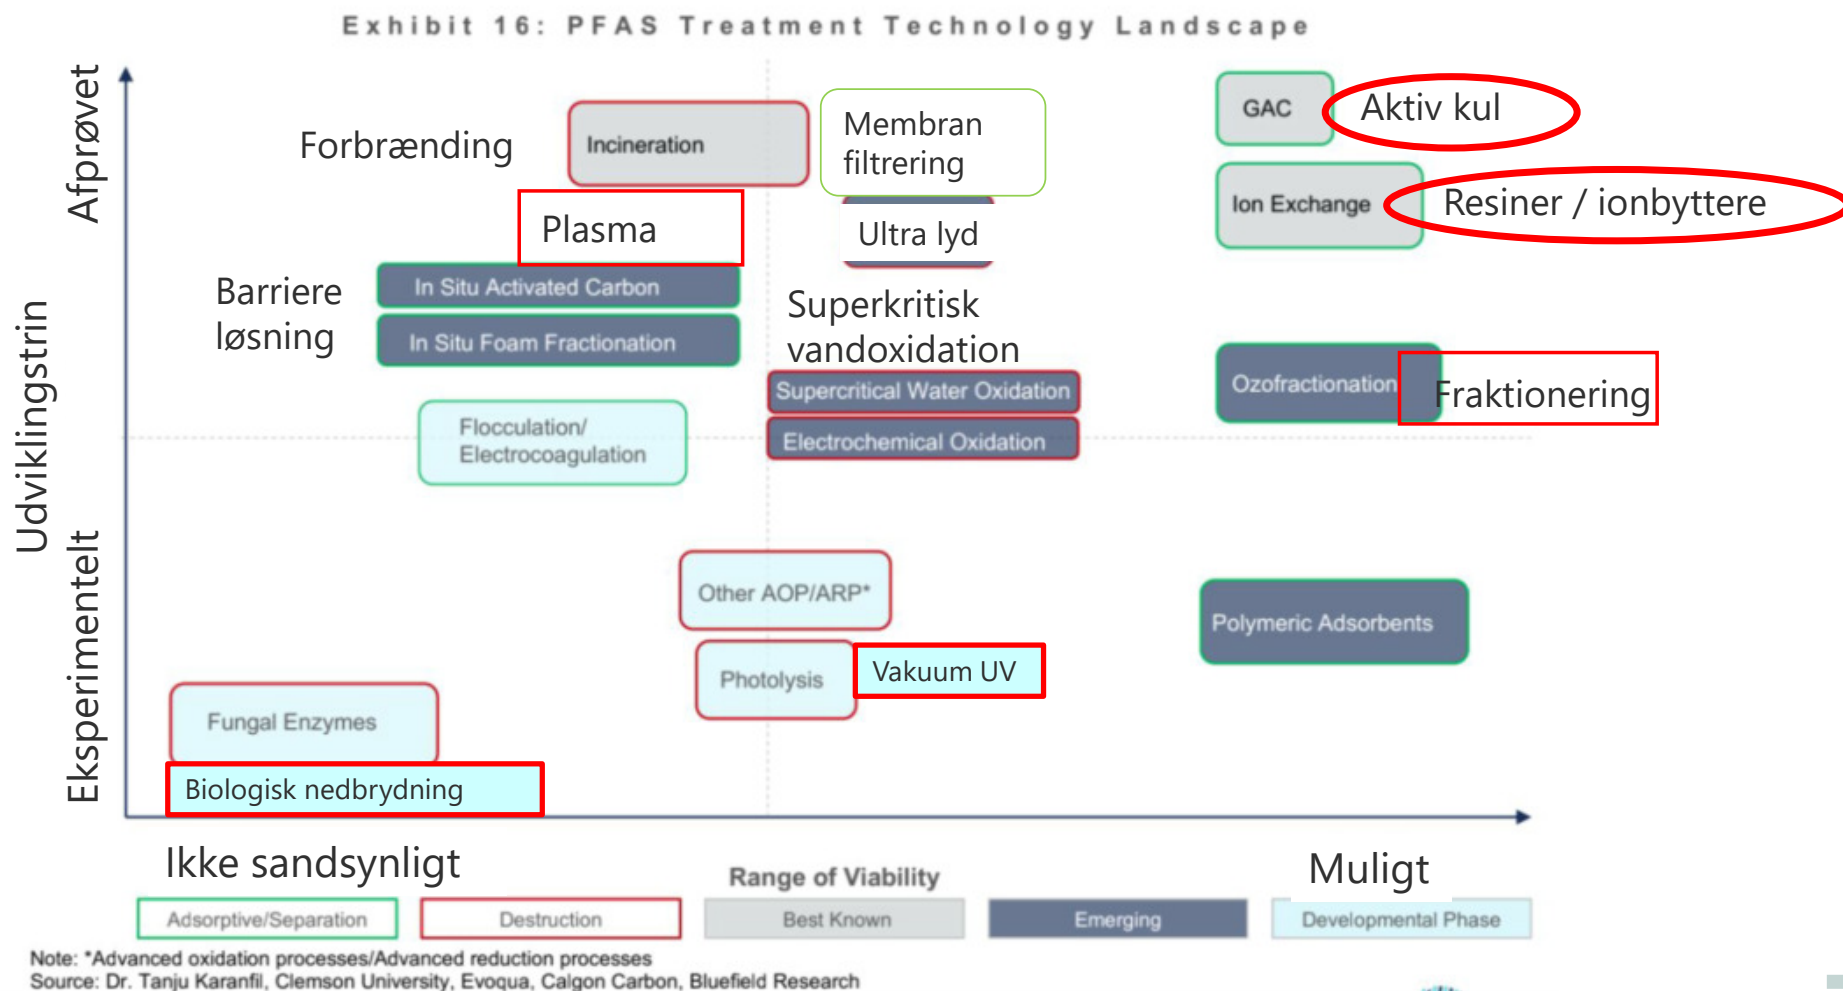 Exhibit 16: PFAS Treatment Technology Landscape
Udviklingstrin
Afprøvet
Eksperimentelt
Forbrænding
Incineration
Membran
filtrering
GAC
Aktiv kul
Plasma
Ultra lyd
Ion Exchange
Resiner / ionbyttere
Barriere
løsning
In Situ Activated Carbon
In Situ Foam Fractionation
Superkritisk
vandoxidation
Supercritical Water Oxidation
Electrochemical Oxidation
Ozofractionation
Fraktionering
Flocculation/
Electrocoagulation
Other AOP/ARP*
Photolysis
Vakuum UV
Polymeric Adsorbents
Fungal Enzymes
Biologisk nedbrydning
Ikke sandsynligt
Range of Viability
Muligt
Adsorptive/Separation
Destruction
Best Known
Emerging
Developmental Phase
Note: *Advanced oxidation processes/Advanced reduction processes
Source: Dr. Tanju Karanfil, Clemson University, Evoqua, Calgon Carbon, Bluefield Research